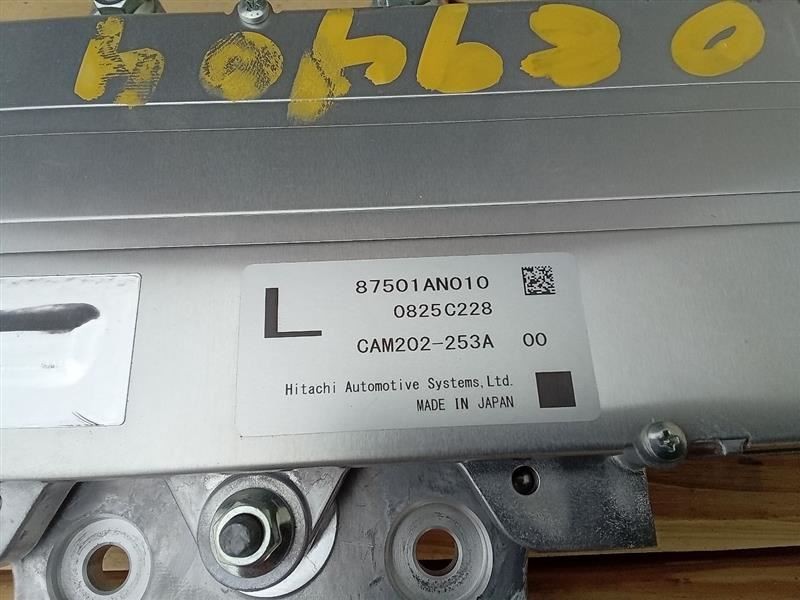 L
87501AN010
0825C228
CAM202-253A 00
Hitachi Automotive Systems,Ltd.
MADE IN JAPAN